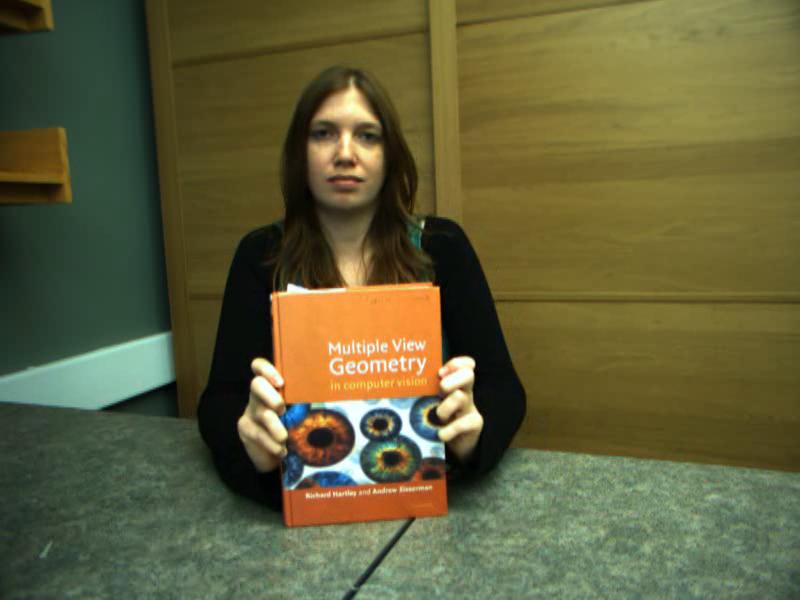 Multiple View
Geometry
in computer vision
Richard Hartley and Andrew Zisserman